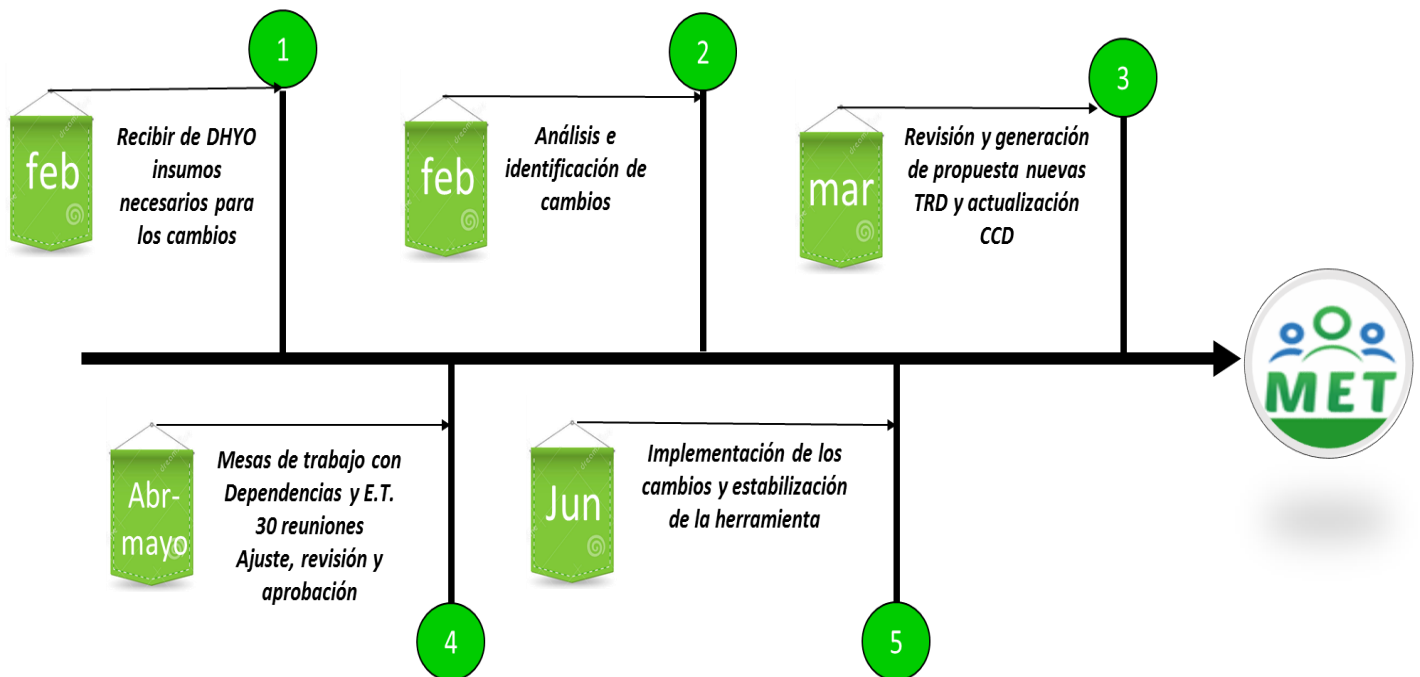 1
feb
Recibir de DHYO
insumos
necesarios para
los cambios
2
feb
Análisis e
identificación de
cambios
3
mar
Revisión y generación
de propuesta nuevas
TRD y actualización
CCD
MET
Abr-
mayo
Mesas de trabajo con
Dependencias y E.T.
30 reuniones
Ajuste, revisión y
aprobación
4
Jun
Implementación de los
cambios y estabilización
de la herramienta
5